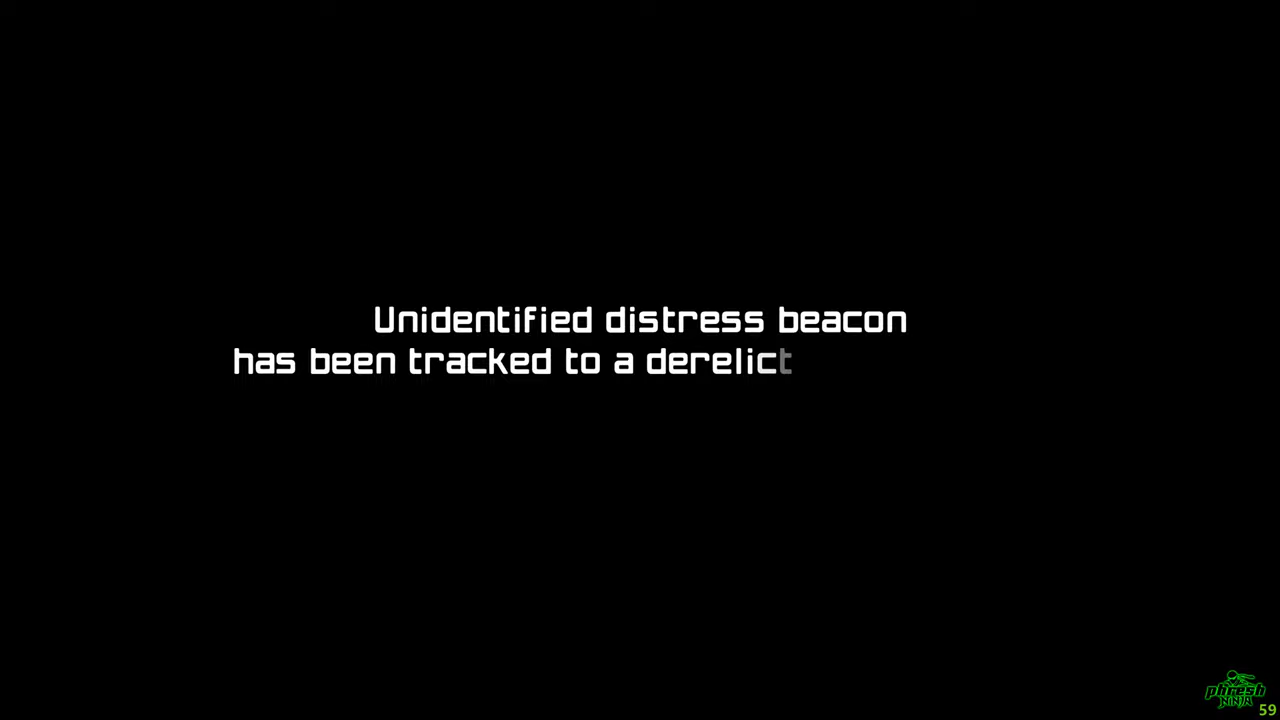 Unidentified distress beacon
has been tracked to a derelict
phresh
NINJA
59